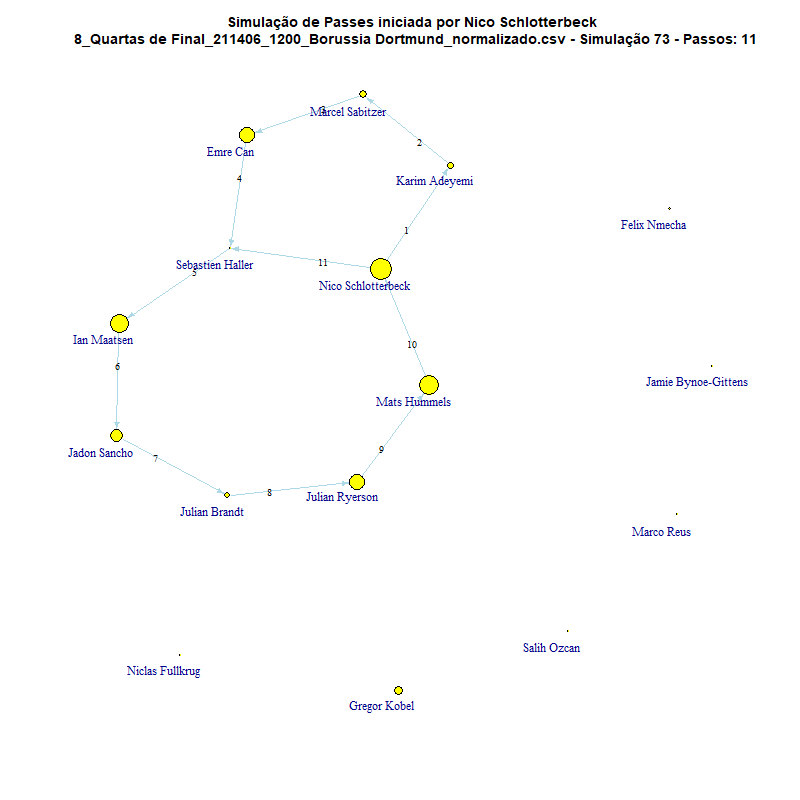 Simulação de Passes iniciada por Nico Schlotterbeck
8_Quartas de Final_211406_1200_Borussia Dortmund_normalizado.csv - Simulação 73 - Passos: 11
3
Marcel Sabitzer
2
Emre Can
4
Karim Adeyemi
Felix Nmecha
1
Sebastien Haller
11
5
Nico Schlotterbeck
Ian Maatsen
10
6
Jamie Bynoe-Gittens
Mats Hummels
9
Jadon Sancho
7
8
Julian Ryerson
Julian Brandt
Marco Reus
Salih Ozcan
Niclas Fullkrug
Gregor Kobel